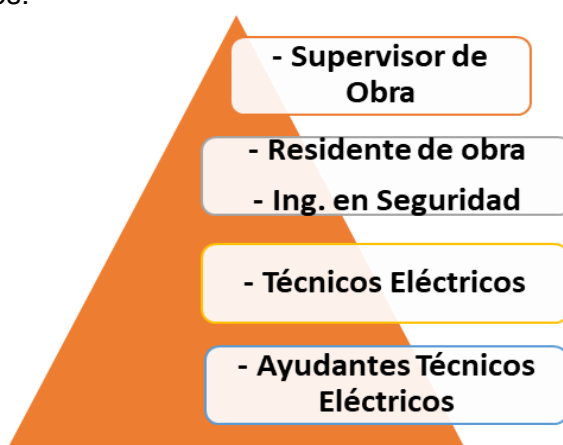 - Supervisor de
Obra
- Residente de obra
- Ing. en Seguridad
- Técnicos Eléctricos
- Ayudantes Técnicos
Eléctricos